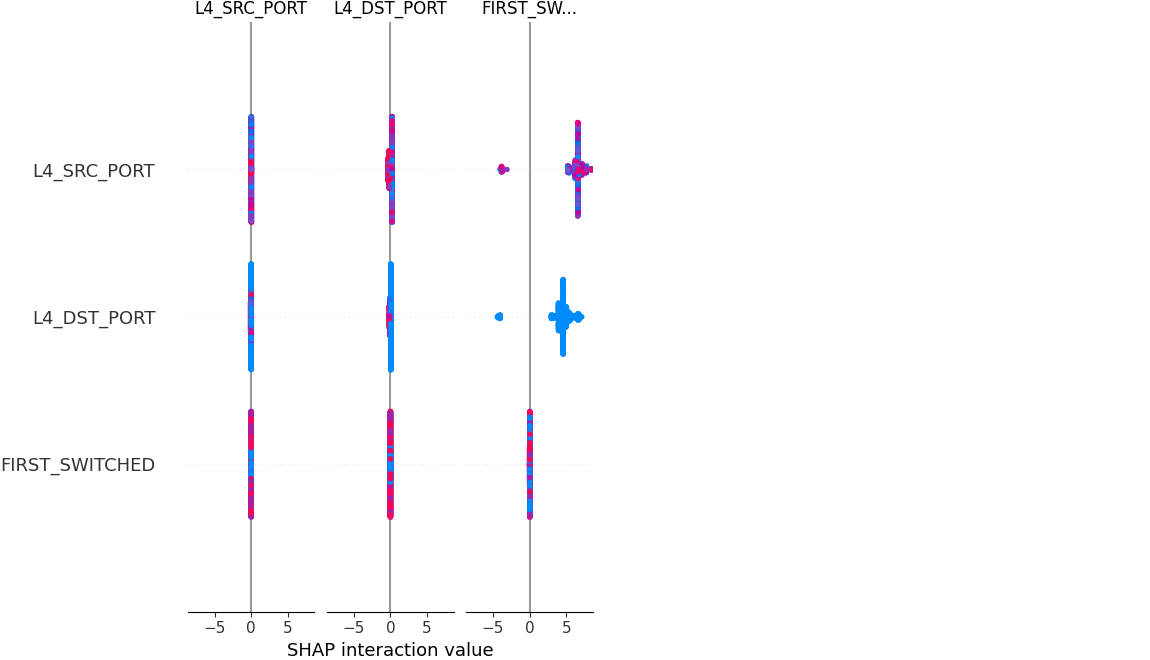 L4_SRC_PORT L4_DST_PORT FIRST_SW...
L4_SRC_PORT
L4_DST_PORT
FIRST_SWITCHED
−5 0 5 −5 0 5 −5 0 5
SHAP interaction value